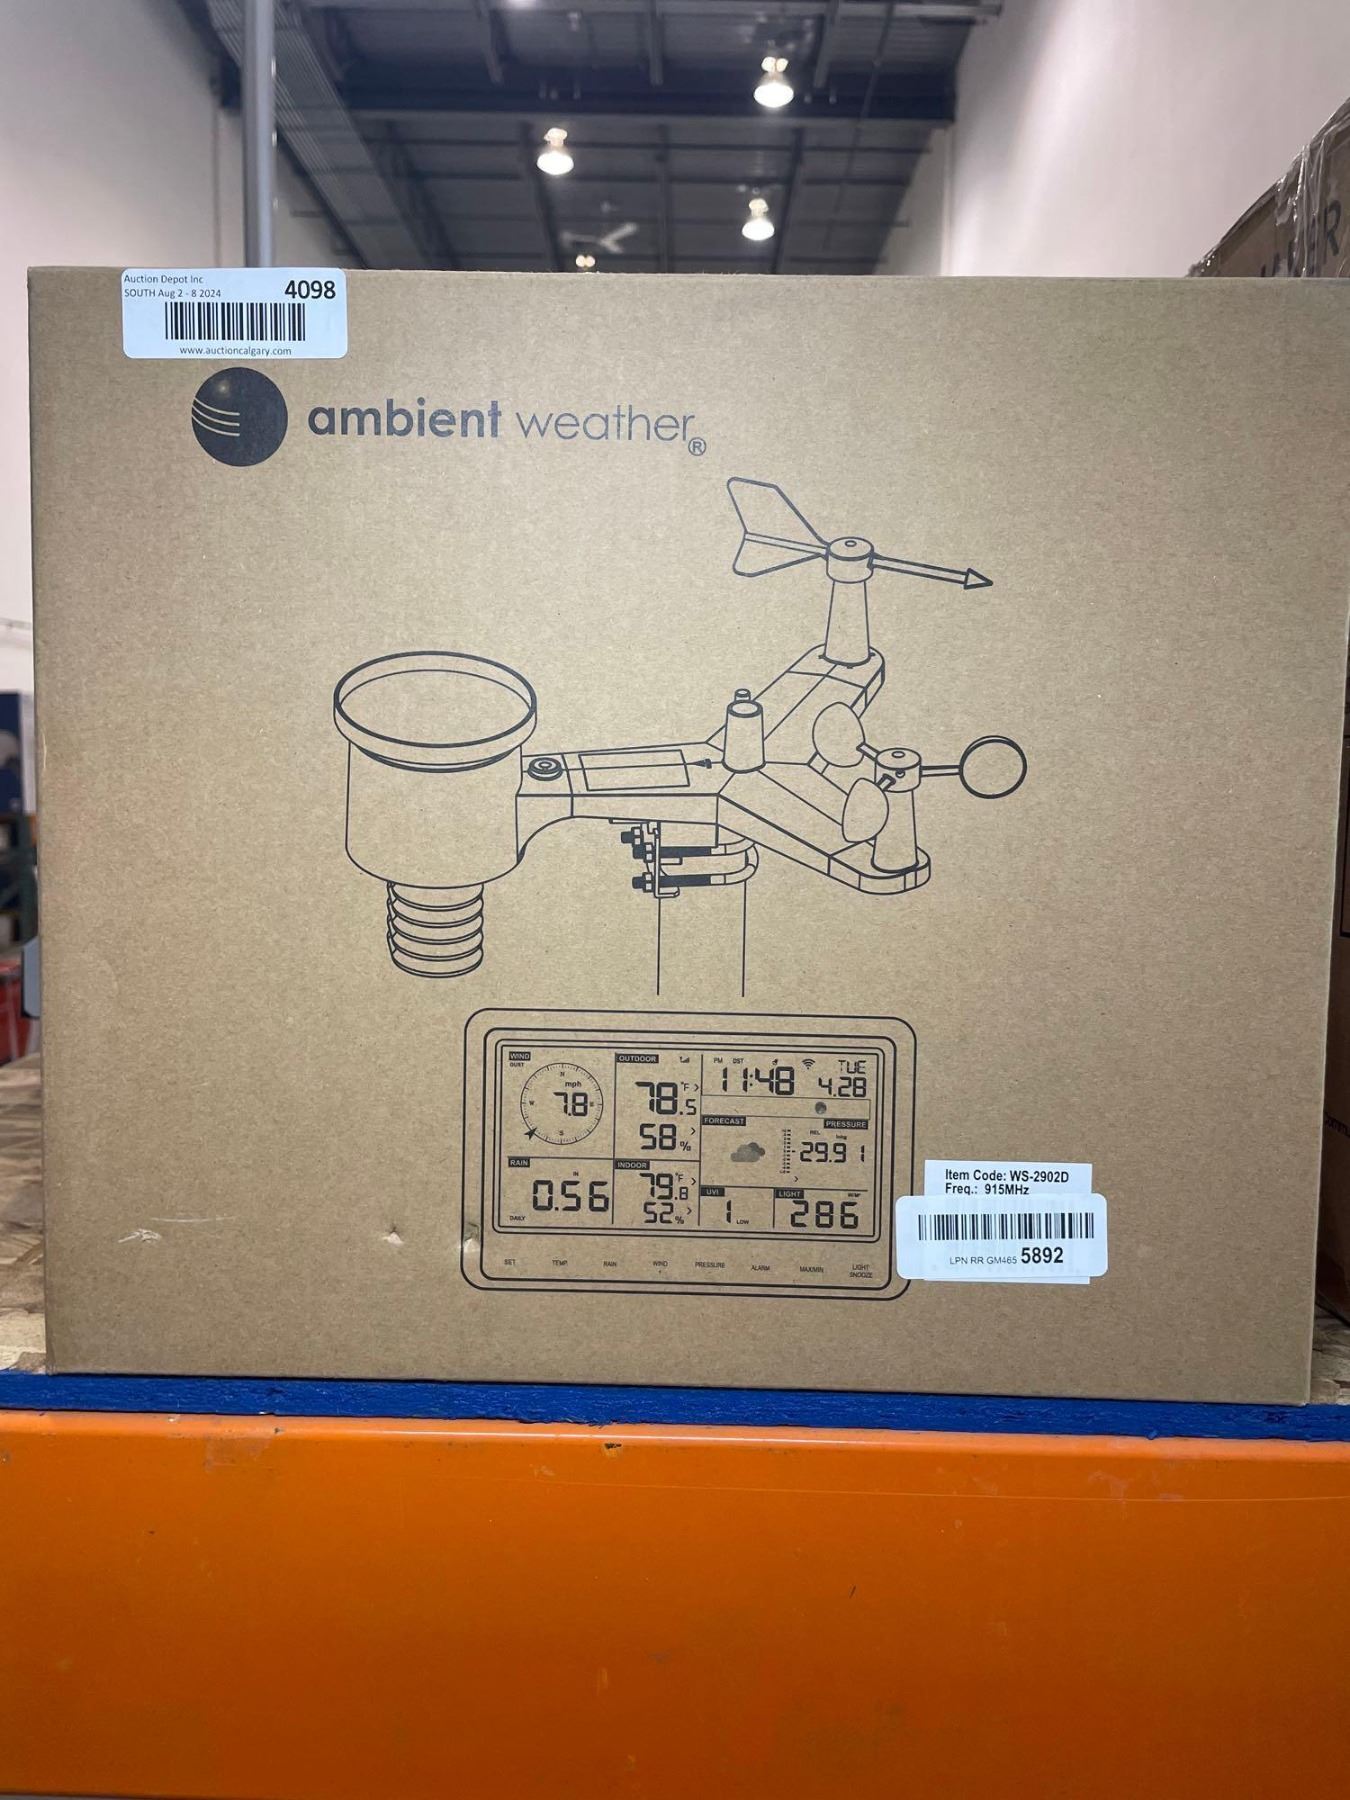 Auction Depot Inc
SOUTH Aug 2 - 8 2024
4098
www.auctioncalgary.com
ambient weather®
WIND
GUST
N
mph
W
7.8
E
S
OUTDOOR
78.5 °F
58%
PM DST
11:48
TUE
4.28
FORECAST
PRESSURE
REL
inHg
29.91
RAIN
IN
0.56
DAILY
INDOOR
79.8 °F
52%
UVI
1 LOW
LIGHT
286
SET TEMP. RAIN WIND PRESSURE ALARM MAX/MIN LIGHT
SNOOZE
Item Code: WS-2902D
Freq.: 915MHz
LPN RR GM465 5892